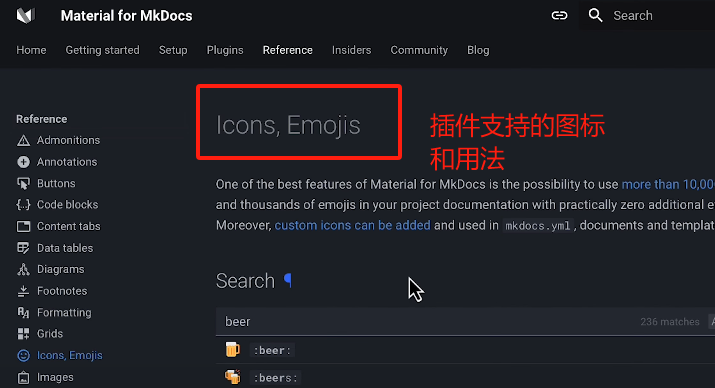 Material for MkDocs
Search
Home Getting started Setup Plugins Reference Insiders Community Blog
Reference
Admonitions
Annotations
Buttons
Code blocks
Content tabs
Data tables
Diagrams
Footnotes
Formatting
Grids
Icons, Emojis
Images
Icons, Emojis
插件支持的图标
和用法
One of the best features of Material for MkDocs is the possibility to use more than 10,00
and thousands of emojis in your project documentation with practically zero additional e
Moreover, custom icons can be added and used in mkdocs.yml, documents and templat
Search ¶
beer 236 matches
:beer:
:beers: